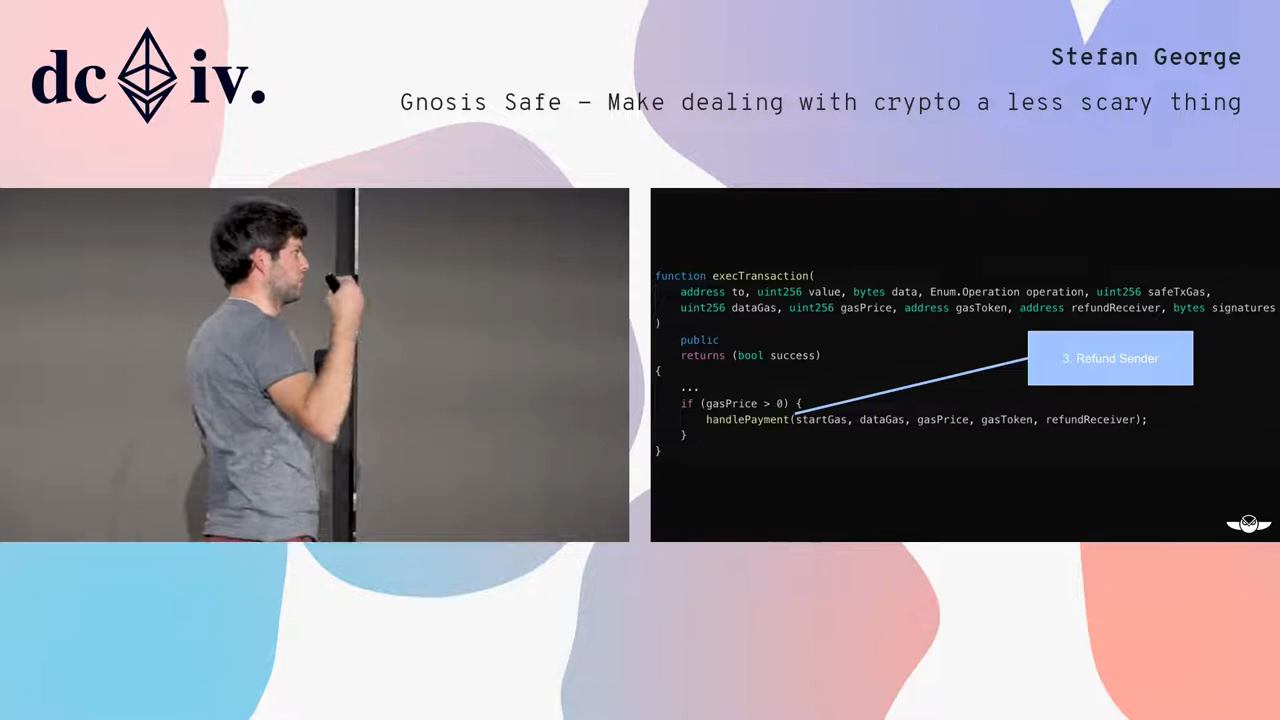 dc iv.
Stefan George
Gnosis Safe – Make dealing with crypto a less scary thing
function execTransaction(
address to, uint256 value, bytes data, Enum.Operation operation, uint256 safeTxGas,
uint256 dataGas, uint256 gasPrice, address gasToken, address refundReceiver, bytes signatures
)
public
returns (bool success)
{
...
if (gasPrice > 0) {
handlePayment(startGas, dataGas, gasPrice, gasToken, refundReceiver);
}
}
3. Refund Sender